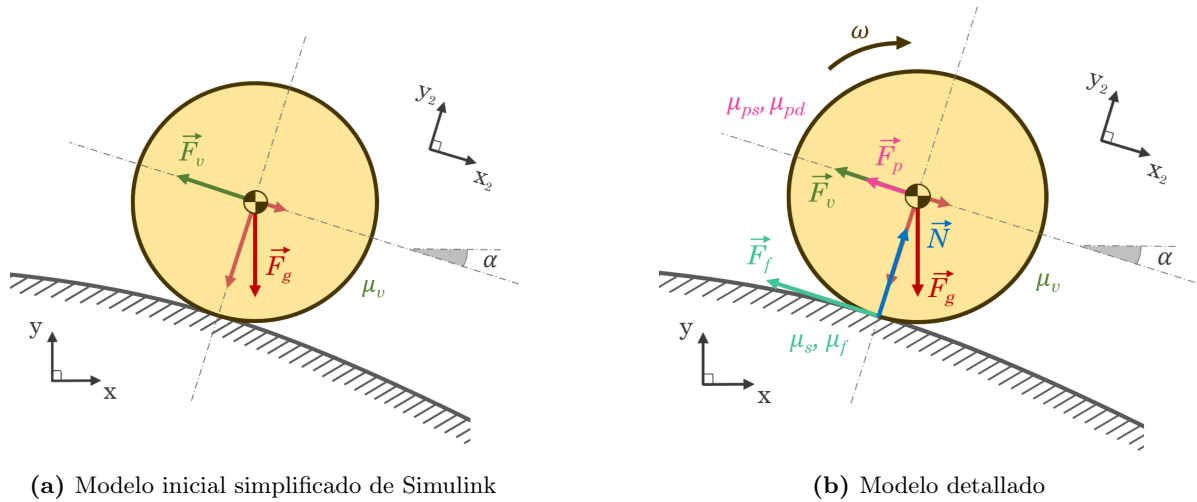 y₂
x₂
F⃗ᵥ
F⃗g
α
μᵥ
y
x
(a) Modelo inicial simplificado de Simulink
ω
μps, μpd
y₂
x₂
F⃗p
F⃗ᵥ
N⃗
F⃗f
F⃗g
α
μᵥ
μs, μf
y
x
(b) Modelo detallado